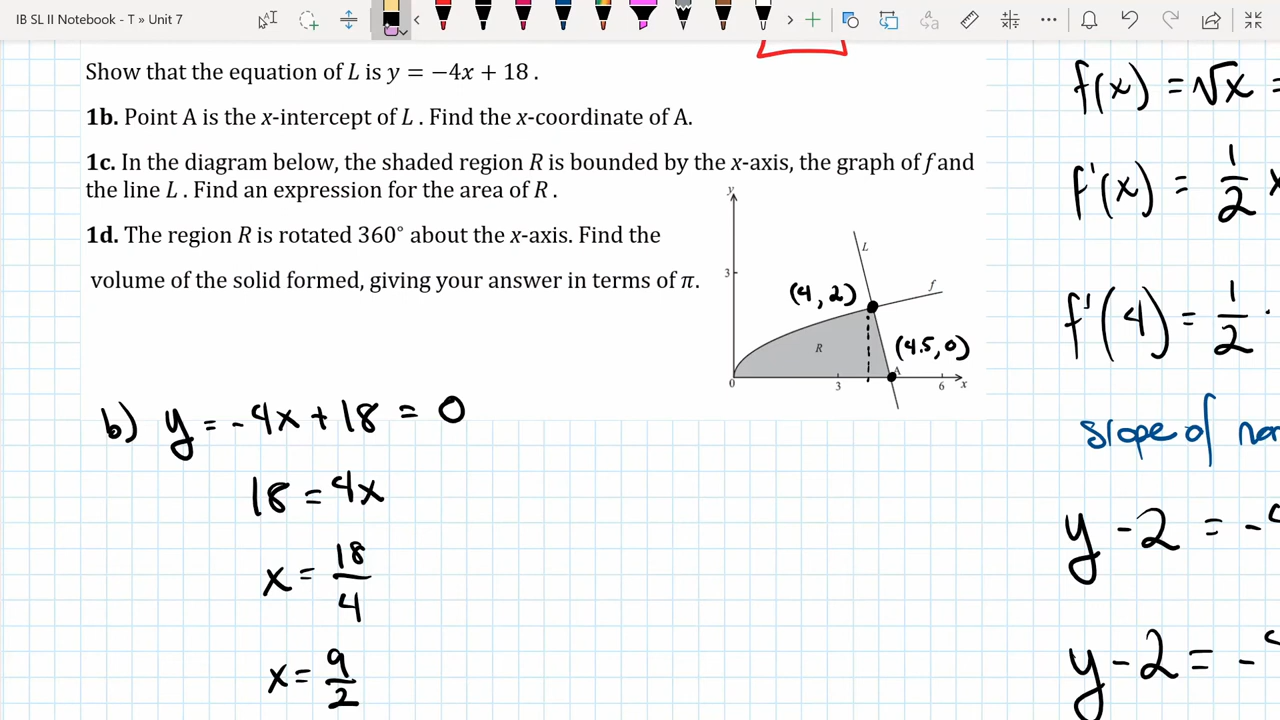 IB SL II Notebook - T » Unit 7
Show that the equation of L is y = −4x + 18 .
1b. Point A is the x-intercept of L . Find the x-coordinate of A.
1c. In the diagram below, the shaded region R is bounded by the x-axis, the graph of f and
the line L . Find an expression for the area of R .
1d. The region R is rotated 360° about the x-axis. Find the
volume of the solid formed, giving your answer in terms of π.
y
L
3
(4, 2)
f
R
(4.5, 0)
A
0
3
6
x
b) y = -4x + 18 = 0
18 = 4x
x = 18/4
x = 9/2
f(x) = √x =
f'(x) = 1/2 x
f'(4) = 1/2 ·
slope of
y - 2 = -
y - 2 = -